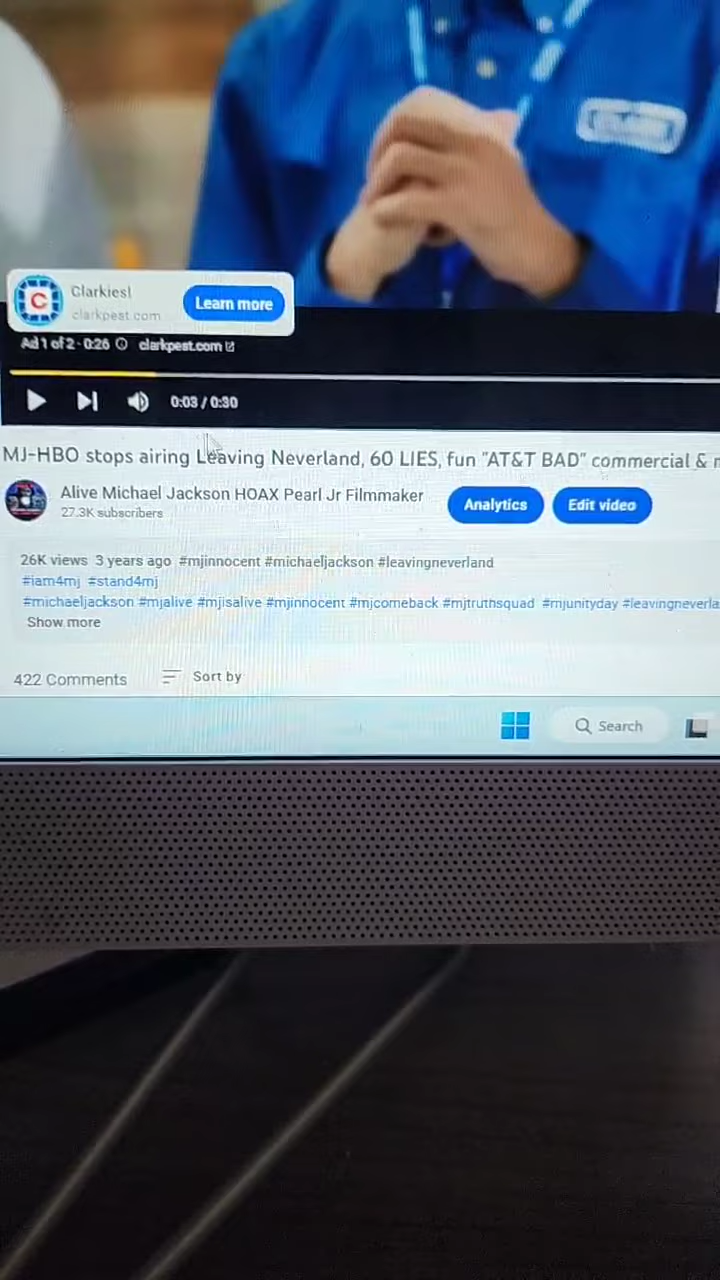 Clarkies!
clarkpest.com
Learn more
C
Ad 1 of 2 · 0:26 clarkpest.com
0:03 / 0:30
MJ-HBO stops airing Leaving Neverland, 60 LIES, fun "AT&T BAD" commercial &
Alive Michael Jackson HOAX Pearl Jr Filmmaker
27.3K subscribers
Analytics
Edit video
26K views 3 years ago #mjinnocent #michaeljackson #leavingneverland
#iam4mj #stand4mj
#michaeljackson #mjalive #mjisalive #mjinnocent #mjcomeback #mjtruthsquad #mjunityday #leavingneverla
Show more
422 Comments
Sort by
Search